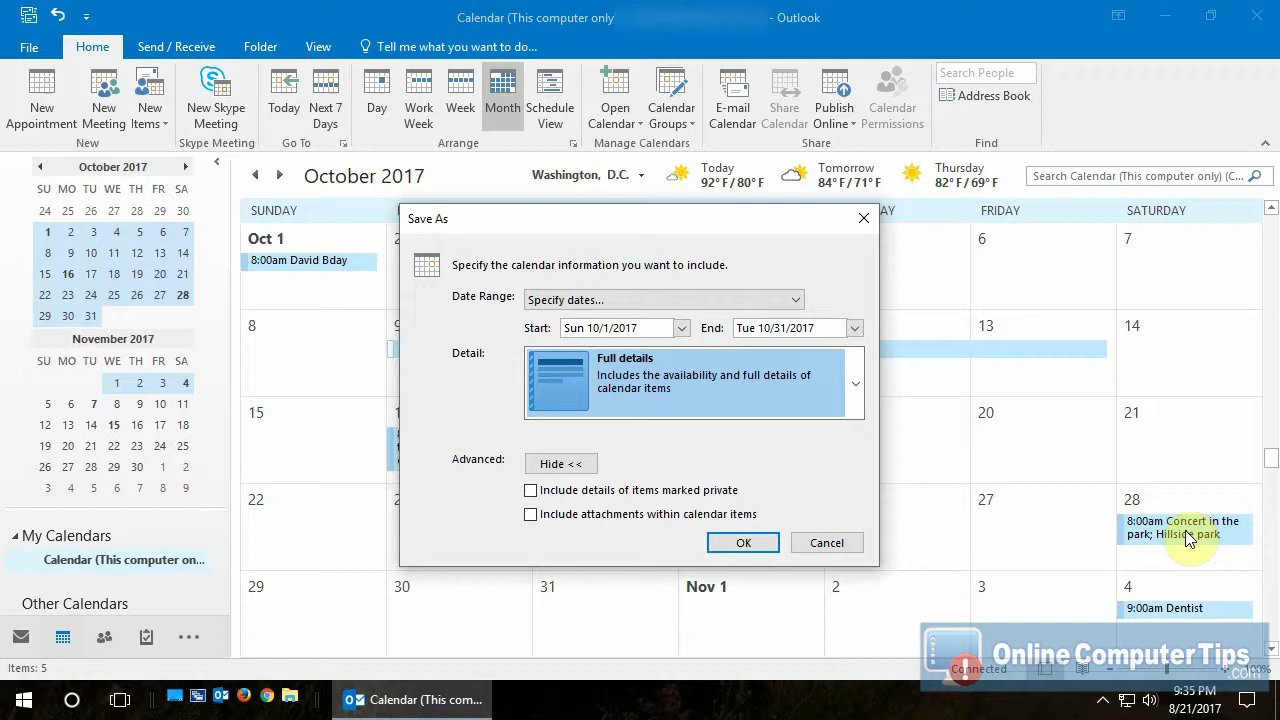 Calendar (This computer only
- Outlook
File
Home
Send / Receive
Folder
View
Tell me what you want to do...
New
Appointment
New
Meeting
New
Items
New Skype
Meeting
Today
Next 7
Days
Day
Work
Week
Week
Month
Schedule
View
Open
Calendar
Calendar
Groups
E-mail
Calendar
Share
Calendar
Publish
Online
Calendar
Permissions
Search People
Address Book
New
Skype Meeting
Go To
Arrange
Manage Calendars
Share
Find
October 2017
SU MO TU WE TH FR SA
24 25 26 27 28 29 30
1 2 3 4 5 6 7
8 9 10 11 12 13 14
15 16 17 18 19 20 21
22 23 24 25 26 27 28
29 30 31
November 2017
1 2 3 4
5 6 7 8 9 10 11
12 13 14 15 16 17 18
19 20 21 22 23 24 25
26 27 28 29 30 1 2
3 4 5 6 7 8 9
My Calendars
Calendar (This computer on...
Other Calendars
October 2017
Washington, D.C.
Today
92° F / 80° F
Tomorrow
84° F / 71° F
Thursday
82° F / 69° F
Search Calendar (This computer only) (C...
SUNDAY
AY
FRIDAY
SATURDAY
Oct 1
6
7
8:00am David Bday
8
13
14
15
20
21
22
27
28
8:00am Concert in the
park; Hillside park
29
30
31
Nov 1
2
3
4
9:00am Dentist
Save As
Specify the calendar information you want to include.
Date Range:
Specify dates...
Start:
Sun 10/1/2017
End:
Tue 10/31/2017
Detail:
Full details
Includes the availability and full details of
calendar items
Advanced:
Hide <<
Include details of items marked private
Include attachments within calendar items
OK
Cancel
Online Computer Tips
.com
Items: 5
Connected
100%
Calendar (This com...
9:35 PM
8/21/2017